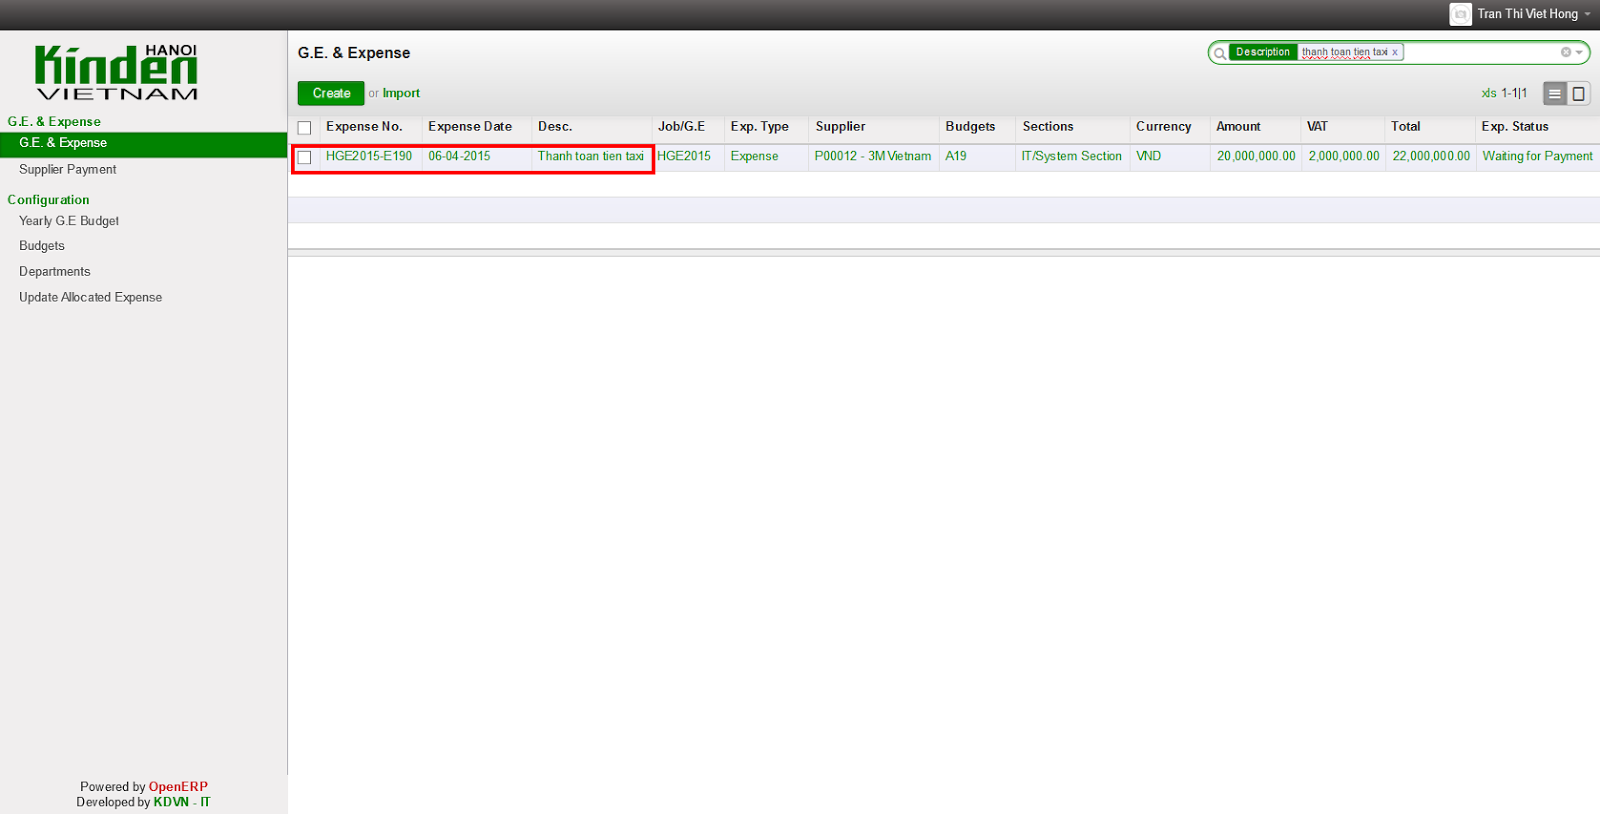 Tran Thi Viet Hong
Kinden HANOI
VIETNAM
G.E. & Expense
G.E. & Expense
Supplier Payment
Configuration
Yearly G.E Budget
Budgets
Departments
Update Allocated Expense
Powered by OpenERP
Developed by KDVN - IT
G.E. & Expense
Description thanh toan tien taxi x
Create or Import
xls 1-1|1
Expense No. Expense Date Desc. Job/G.E Exp. Type Supplier Budgets Sections Currency Amount VAT Total Exp. Status
HGE2015-E190 06-04-2015 Thanh toan tien taxi HGE2015 Expense P00012 - 3M Vietnam A19 IT/System Section VND 20,000,000.00 2,000,000.00 22,000,000.00 Waiting for Payment